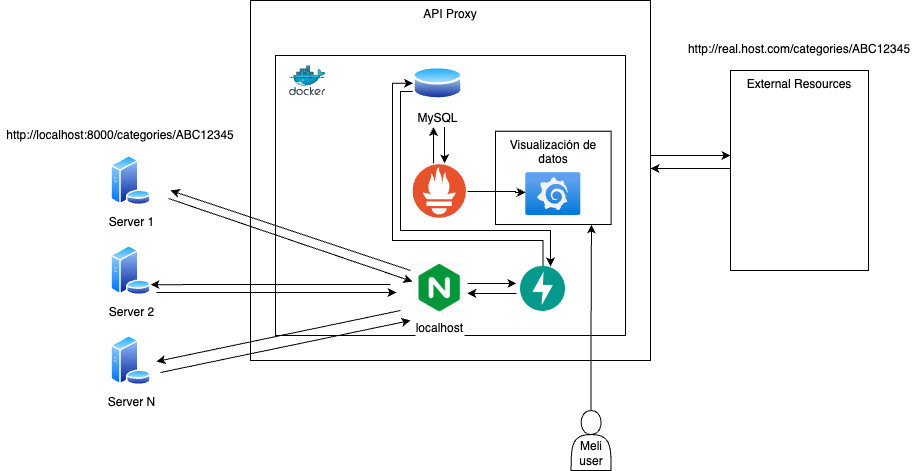 API Proxy
http://real.host.com/categories/ABC12345
External Resources
docker
MySQL
http://localhost:8000/categories/ABC12345
Visualización de
datos
Server 1
Server 2
N
localhost
Server N
Meli
user